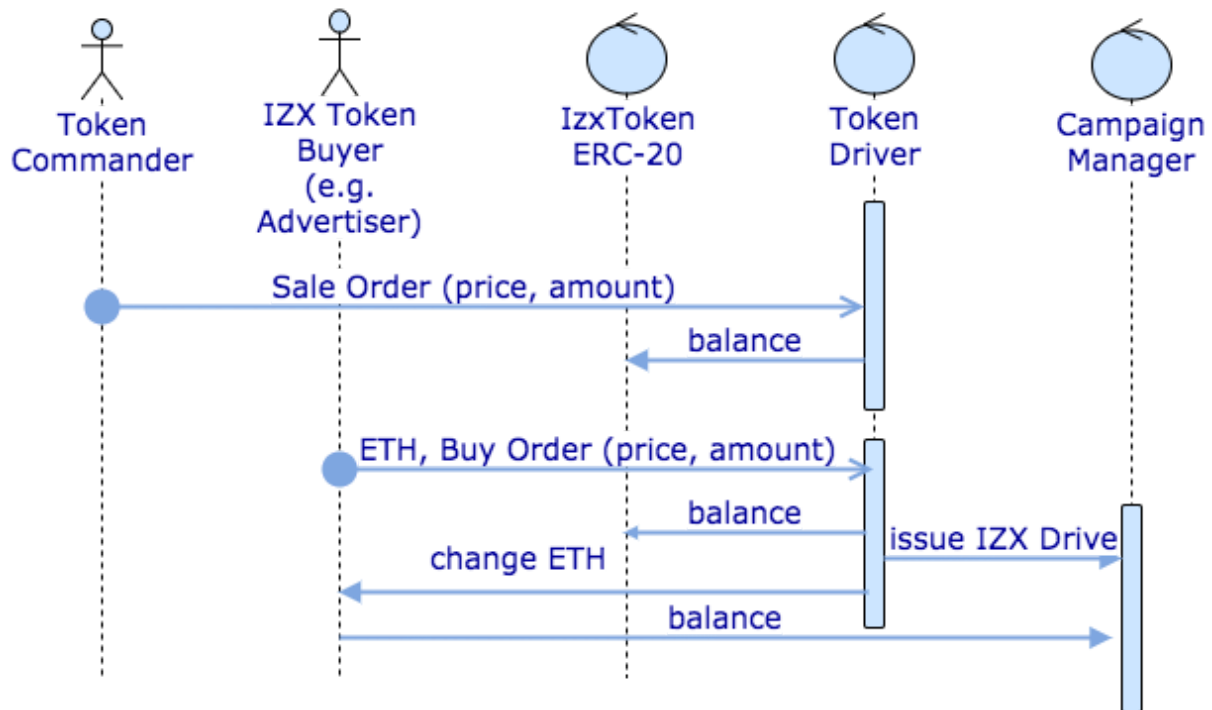 Token
Commander
IZX Token
Buyer
(e.g.
Advertiser)
IzxToken
ERC-20
Token
Driver
Campaign
Manager
Sale Order (price, amount)
balance
ETH, Buy Order (price, amount)
balance
issue IZX Drive
change ETH
balance